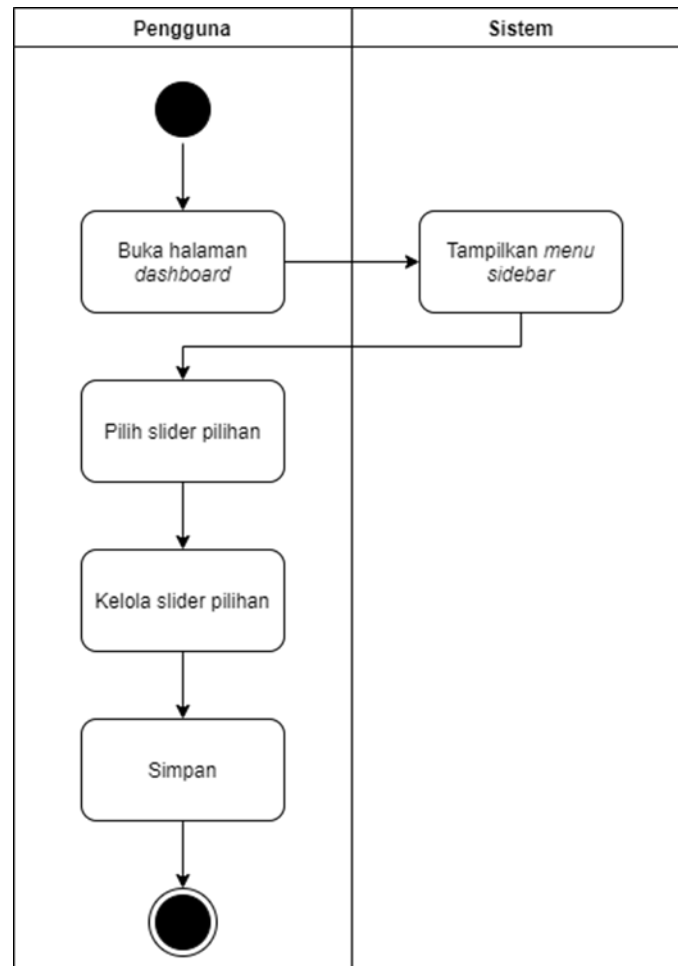 Pengguna
Sistem
Buka halaman
dashboard
Tampilkan menu
sidebar
Pilih slider pilihan
Kelola slider pilihan
Simpan